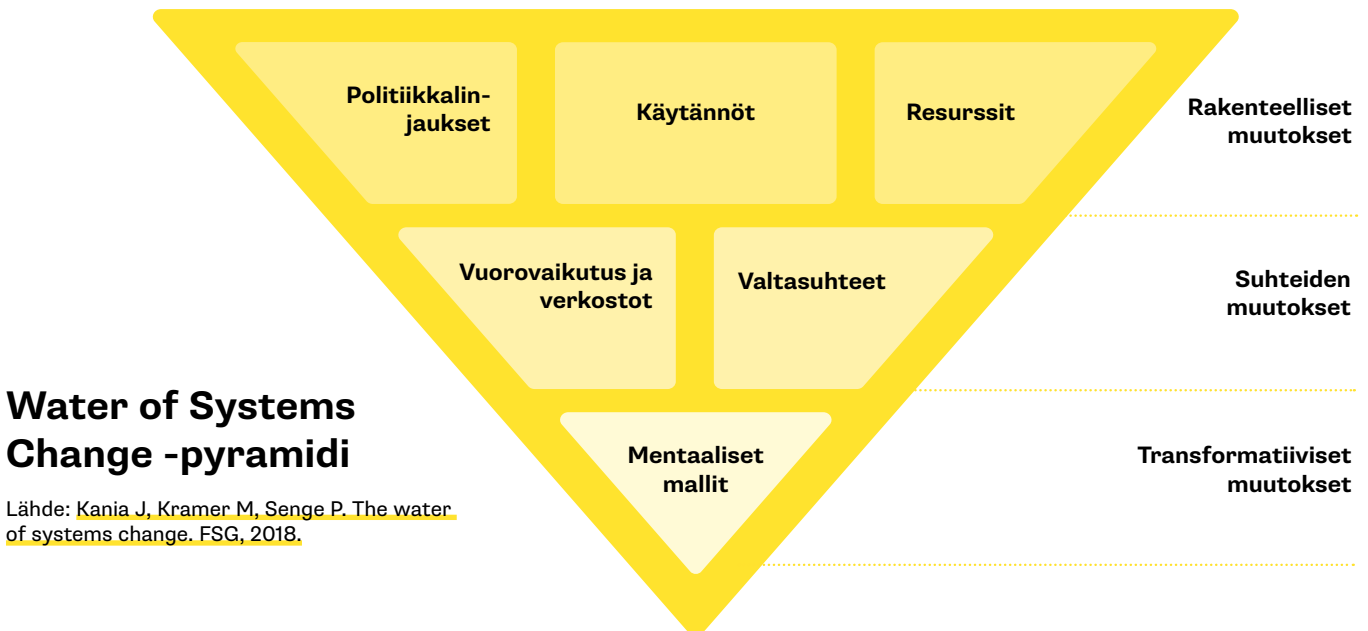 Politiikkalin-
jaukset
Käytännöt
Resurssit
Rakenteelliset
muutokset
Vuorovaikutus ja
verkostot
Valtasuhteet
Suhteiden
muutokset
Mentaaliset
mallit
Transformatiiviset
muutokset
Water of Systems
Change -pyramidi
Lähde: Kania J, Kramer M, Senge P. The water
of systems change. FSG, 2018.